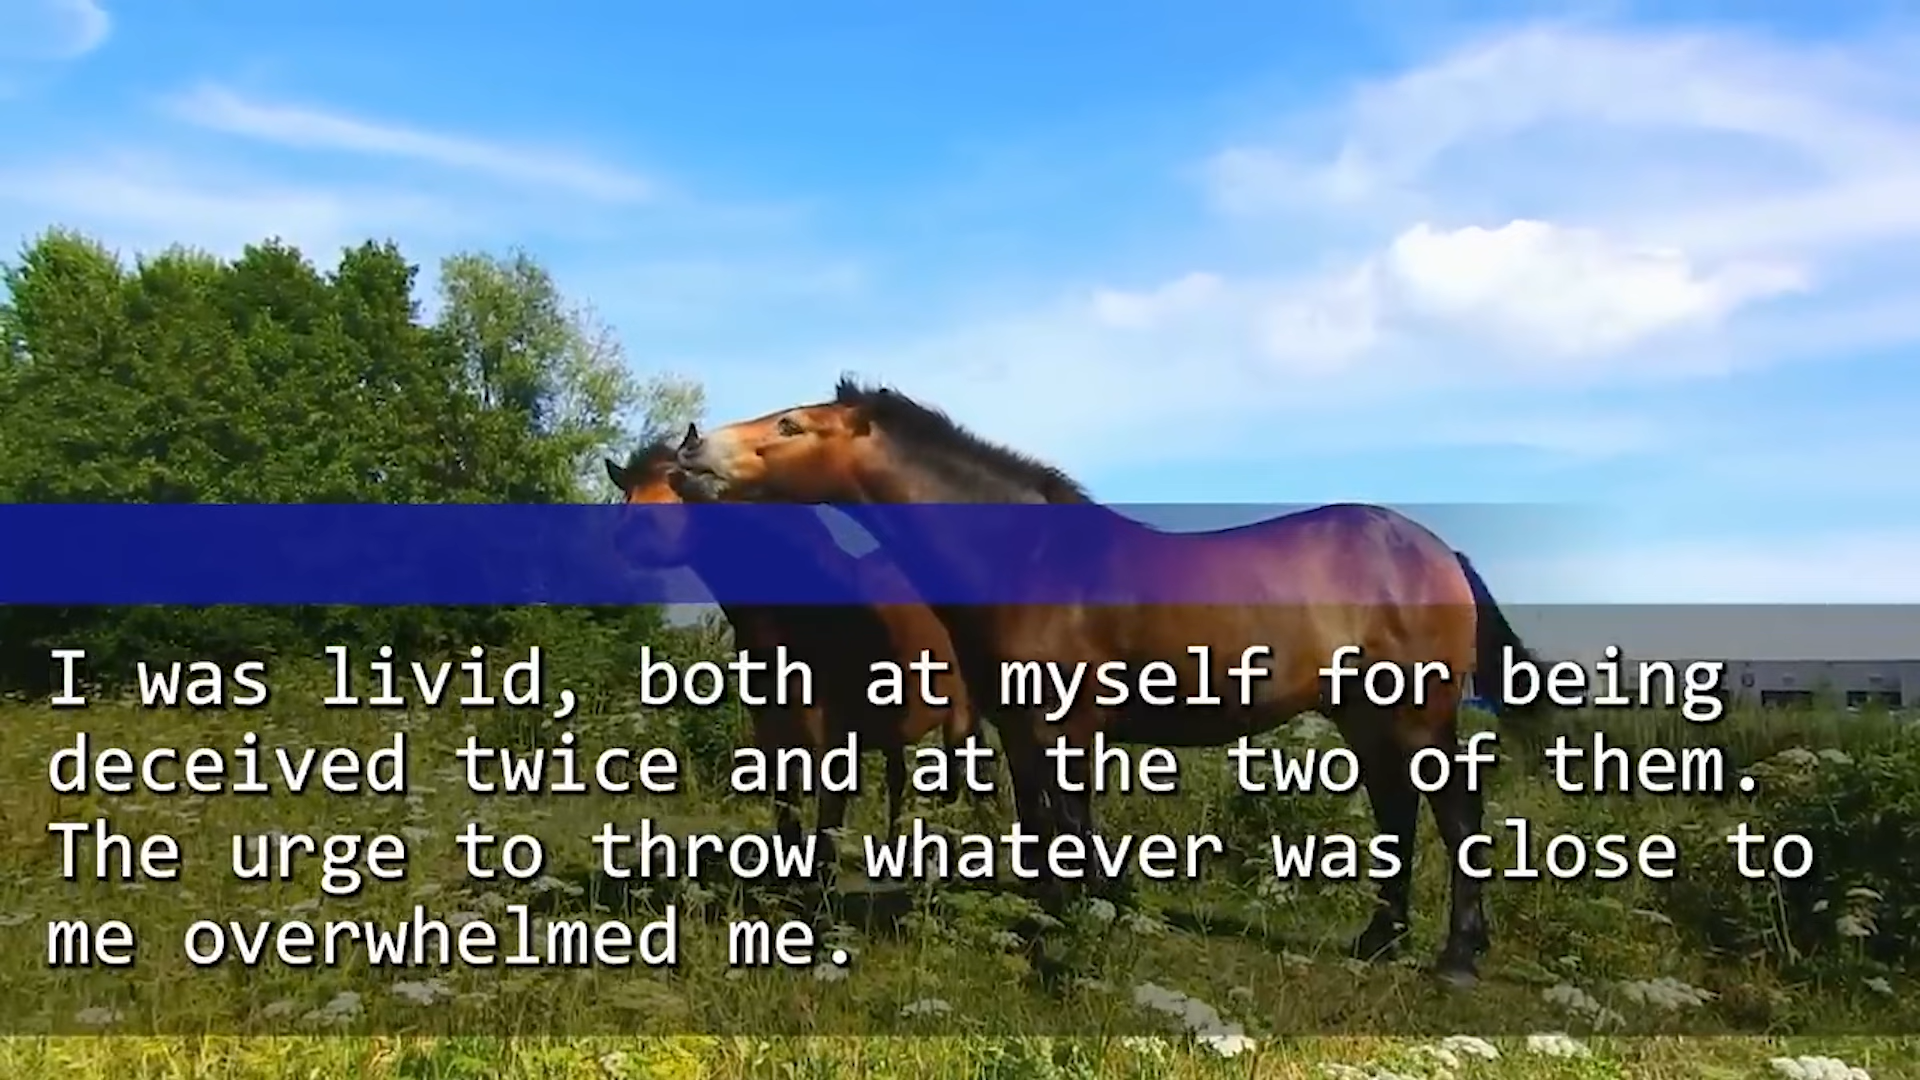 I was livid, both at myself for being
deceived twice and at the two of them.
The urge to throw whatever was close to
me overwhelmed me.